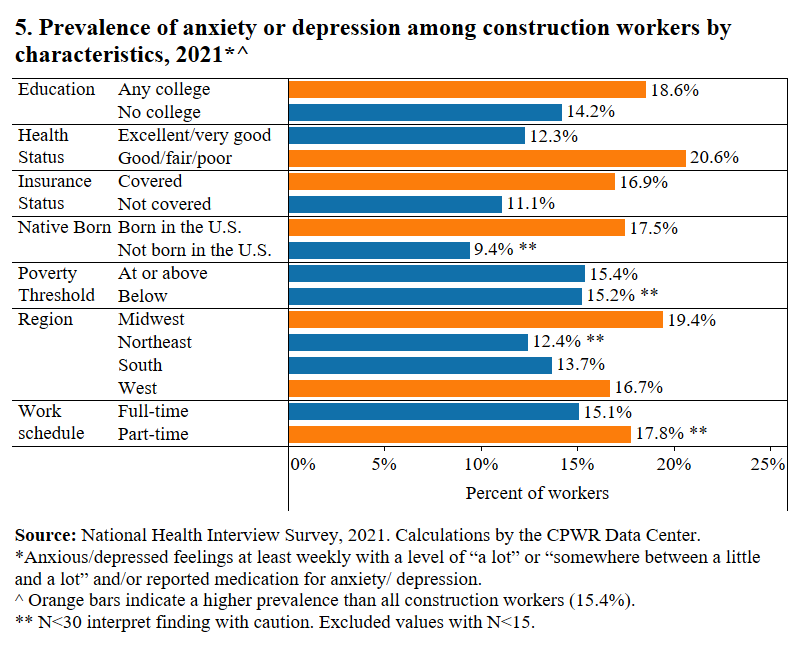 5. Prevalence of anxiety or depression among construction workers by
characteristics, 2021*^
Education Any college 18.6%
No college 14.2%
Health Excellent/very good 12.3%
Status Good/fair/poor 20.6%
Insurance Covered 16.9%
Status Not covered 11.1%
Native Born Born in the U.S. 17.5%
Not born in the U.S. 9.4% **
Poverty At or above 15.4%
Threshold Below 15.2% **
Region Midwest 19.4%
Northeast 12.4% **
South 13.7%
West 16.7%
Work Full-time 15.1%
schedule Part-time 17.8% **
0% 5% 10% 15% 20% 25%
Percent of workers
Source: National Health Interview Survey, 2021. Calculations by the CPWR Data Center.
*Anxious/depressed feelings at least weekly with a level of “a lot” or “somewhere between a little
and a lot” and/or reported medication for anxiety/ depression.
^ Orange bars indicate a higher prevalence than all construction workers (15.4%).
** N<30 interpret finding with caution. Excluded values with N<15.